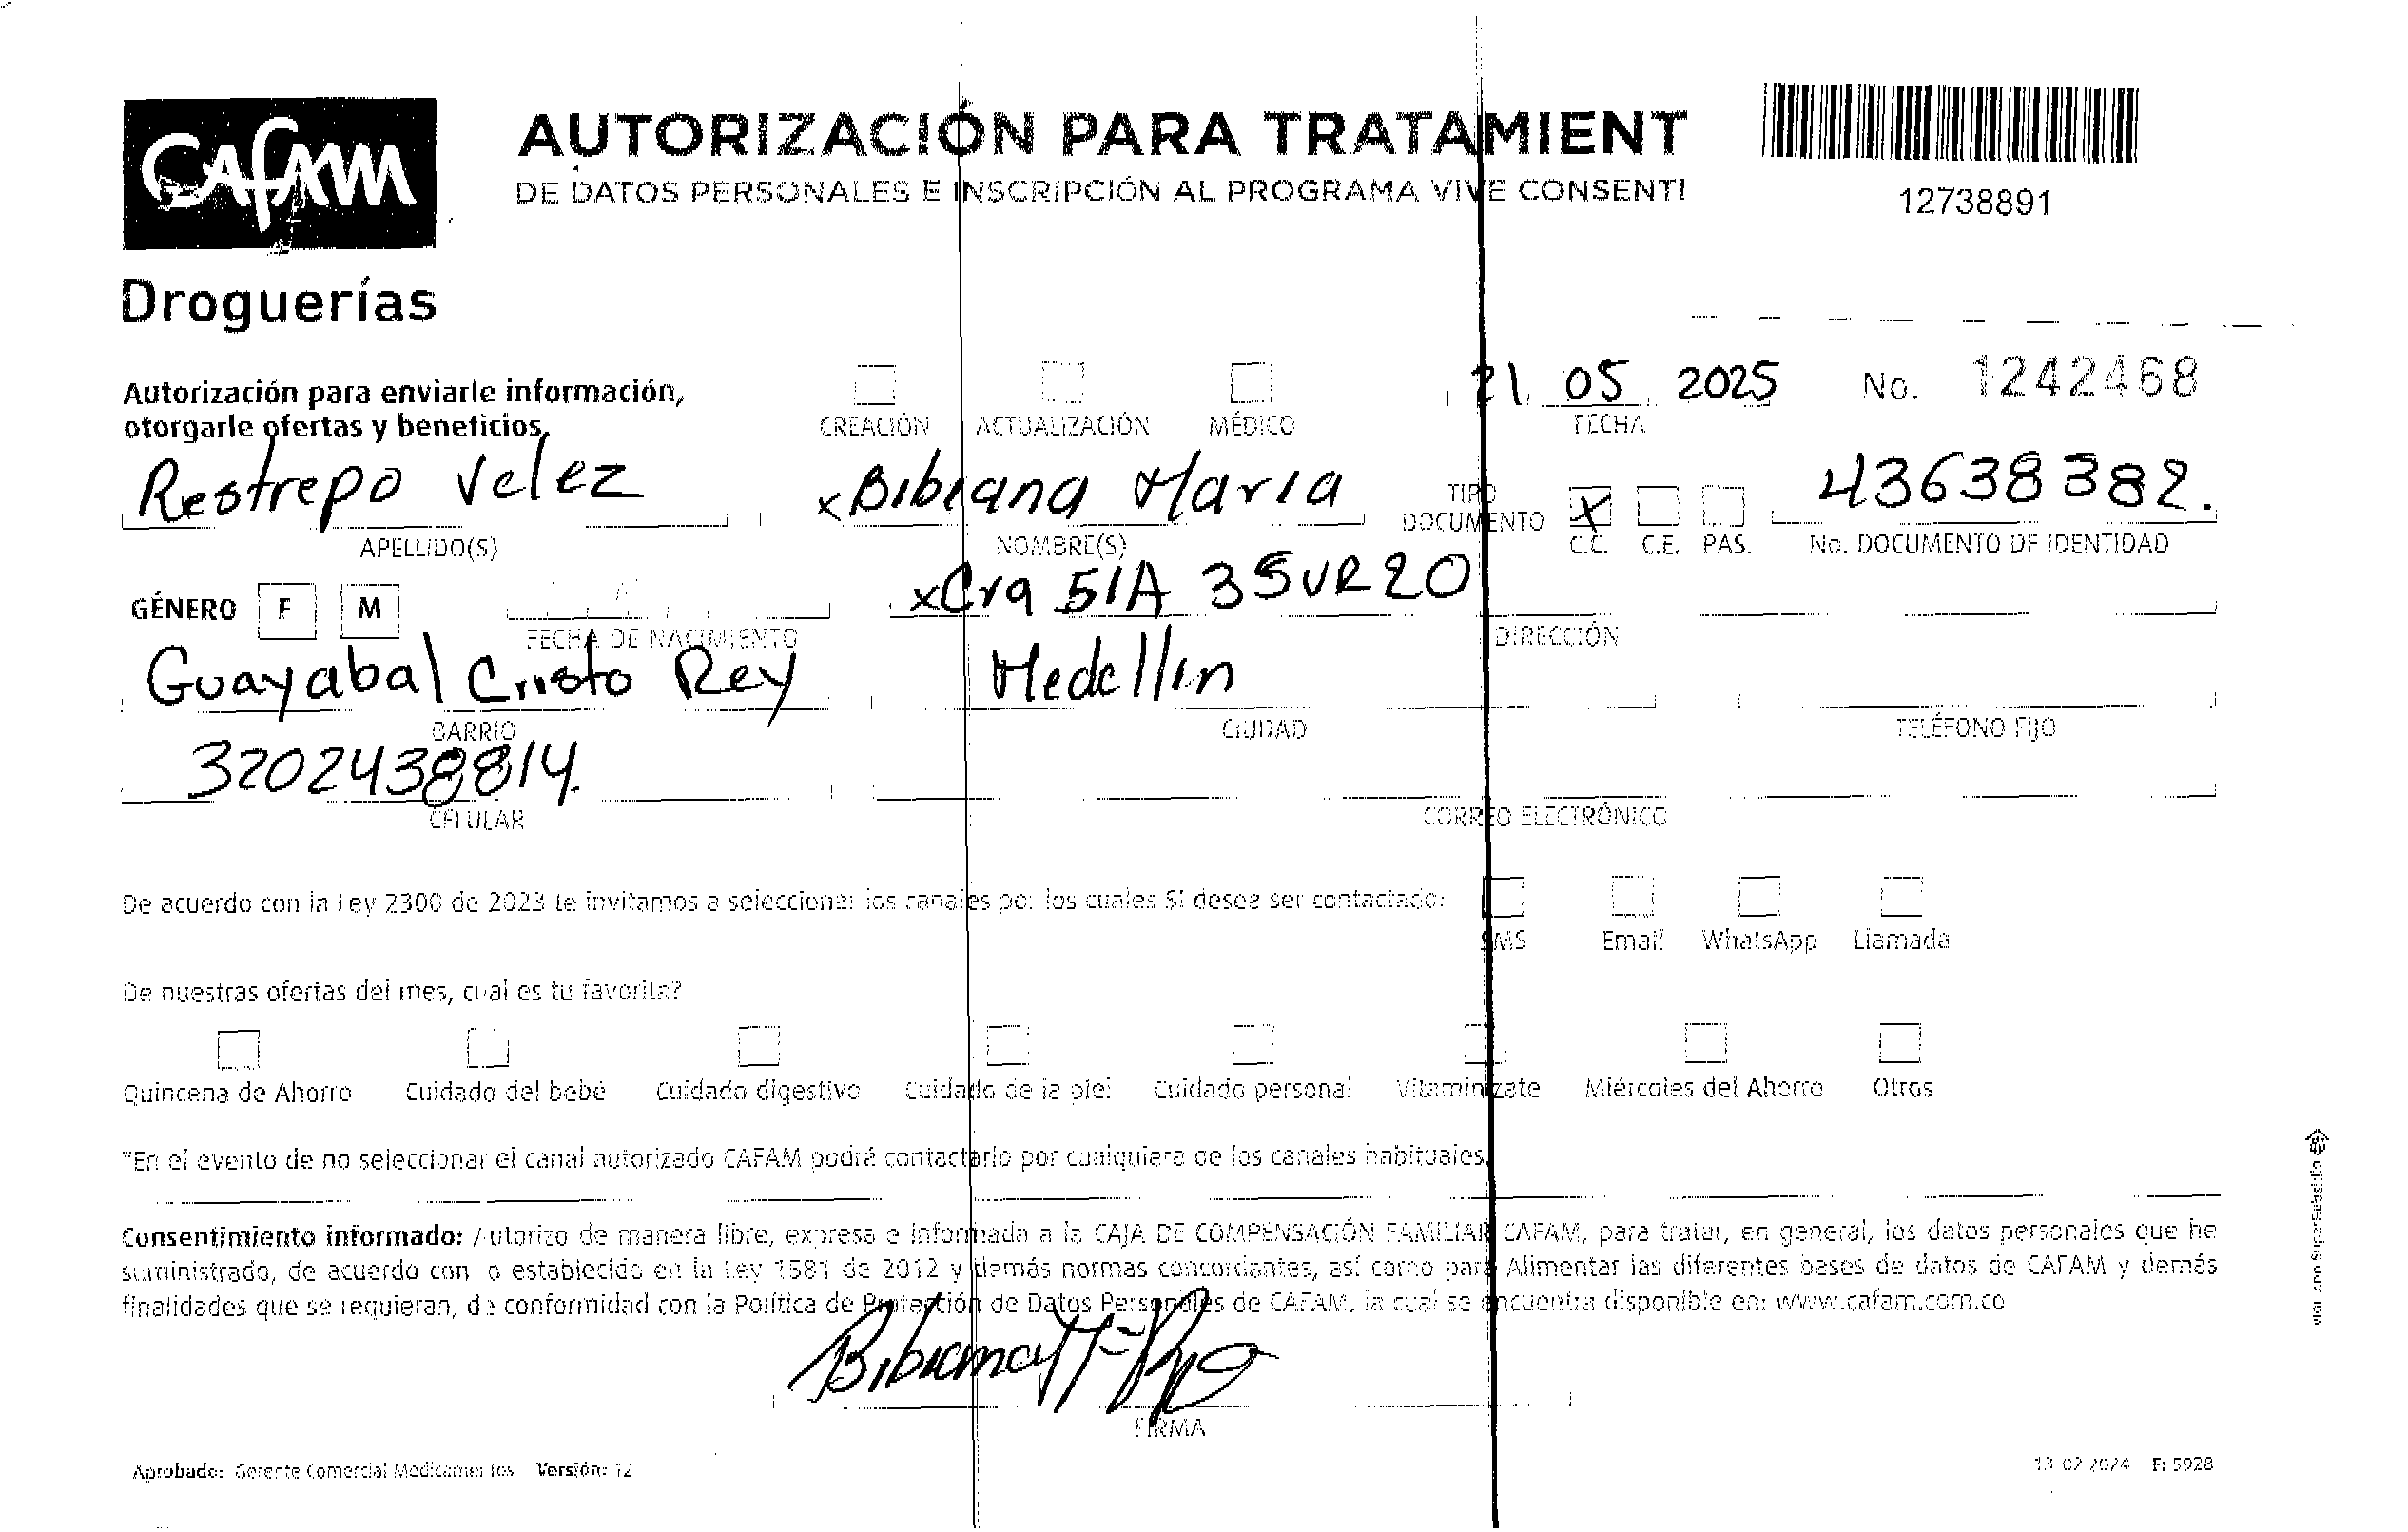 CAFAM
Droguerías
AUTORIZACIÓN PARA TRATAMIENT
DE DATOS PERSONALES E INSCRIPCIÓN AL PROGRAMA VIVE CONSENTI
12738891
Autorización para enviarle información,
otorgarle ofertas y beneficios.
CREACIÓN ACTUALIZACIÓN MÉDICO
21 05 2025
FECHA
No. 1242468
Restrepo Velez
APELLIDO(S)
x Bibiana Maria
NOMBRE(S)
TIPO
DOCUMENTO
X
C.C. C.E. PAS.
43638382.
No. DOCUMENTO DE IDENTIDAD
GÉNERO F M
FECHA DE NACIMIENTO
x Cra 51A 3 SUR 20
DIRECCIÓN
Guayabal Cristo Rey
BARRIO
Medellin
CIUDAD
TELÉFONO FIJO
3202438814.
CELULAR
CORREO ELECTRÓNICO
De acuerdo con la Ley 2300 de 2023 te invitamos a seleccionar los canales por los cuales SÍ desea ser contactado:
SMS Email WhatsApp Llamada
De nuestras ofertas del mes, cual es tu favorita?
Quincena de Ahorro Cuidado del bebé Cuidado digestivo Cuidado de la piel Cuidado personal Vitaminízate Miércoles del Ahorro Otros
*En el evento de no seleccionar el canal autorizado CAFAM podrá contactarlo por cualquiera de los canales habituales
Consentimiento informado: Autorizo de manera libre, expresa e informada a la CAJA DE COMPENSACIÓN FAMILIAR CAFAM, para tratar, en general, los datos personales que he
suministrado, de acuerdo con lo establecido en la Ley 1581 de 2012 y demás normas concordantes, así como para Alimentar las diferentes bases de datos de CAFAM y demás
finalidades que se requieran, de conformidad con la Política de Protección de Datos Personales de CAFAM, la cual se encuentra disponible en: www.cafam.com.co
Bibiana
FIRMA
Aprobado: Gerente Comercial Medicamentos Versión: 12
13 02 2024 F: 5928
VIGILADO SuperSubsidio